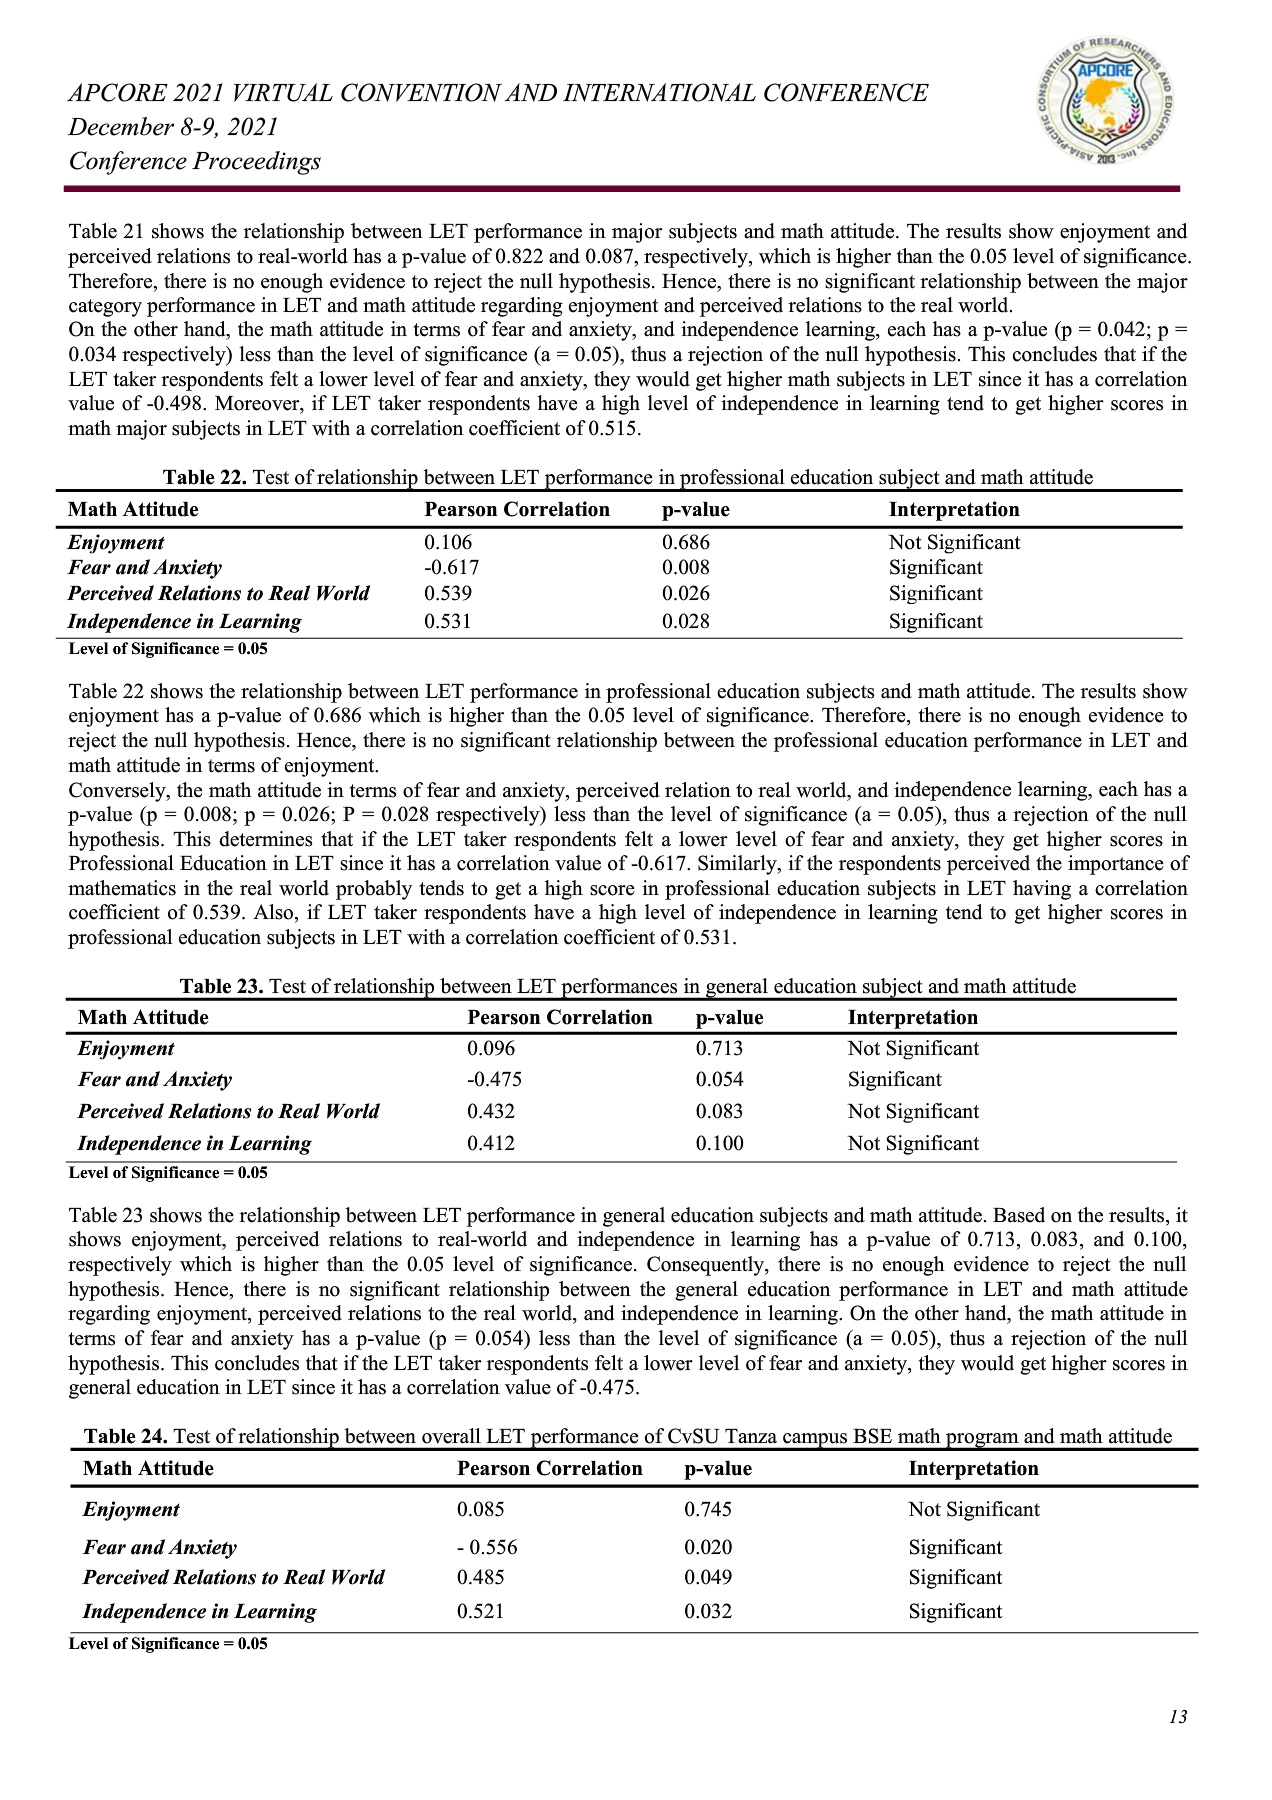 APCORE 2021 VIRTUAL CONVENTION AND INTERNATIONAL CONFERENCE
December 8-9, 2021
Conference Proceedings
ASIA-PACIFIC CONSORTIUM OF RESEARCHERS AND EDUCATORS, Inc.
APCORE
2013
Table 21 shows the relationship between LET performance in major subjects and math attitude. The results show enjoyment and
perceived relations to real-world has a p-value of 0.822 and 0.087, respectively, which is higher than the 0.05 level of significance.
Therefore, there is no enough evidence to reject the null hypothesis. Hence, there is no significant relationship between the major
category performance in LET and math attitude regarding enjoyment and perceived relations to the real world.
On the other hand, the math attitude in terms of fear and anxiety, and independence learning, each has a p-value (p = 0.042; p =
0.034 respectively) less than the level of significance (a = 0.05), thus a rejection of the null hypothesis. This concludes that if the
LET taker respondents felt a lower level of fear and anxiety, they would get higher math subjects in LET since it has a correlation
value of -0.498. Moreover, if LET taker respondents have a high level of independence in learning tend to get higher scores in
math major subjects in LET with a correlation coefficient of 0.515.
Table 22. Test of relationship between LET performance in professional education subject and math attitude
Math Attitude Pearson Correlation p-value Interpretation
Enjoyment 0.106 0.686 Not Significant
Fear and Anxiety -0.617 0.008 Significant
Perceived Relations to Real World 0.539 0.026 Significant
Independence in Learning 0.531 0.028 Significant
Level of Significance = 0.05
Table 22 shows the relationship between LET performance in professional education subjects and math attitude. The results show
enjoyment has a p-value of 0.686 which is higher than the 0.05 level of significance. Therefore, there is no enough evidence to
reject the null hypothesis. Hence, there is no significant relationship between the professional education performance in LET and
math attitude in terms of enjoyment.
Conversely, the math attitude in terms of fear and anxiety, perceived relation to real world, and independence learning, each has a
p-value (p = 0.008; p = 0.026; P = 0.028 respectively) less than the level of significance (a = 0.05), thus a rejection of the null
hypothesis. This determines that if the LET taker respondents felt a lower level of fear and anxiety, they get higher scores in
Professional Education in LET since it has a correlation value of -0.617. Similarly, if the respondents perceived the importance of
mathematics in the real world probably tends to get a high score in professional education subjects in LET having a correlation
coefficient of 0.539. Also, if LET taker respondents have a high level of independence in learning tend to get higher scores in
professional education subjects in LET with a correlation coefficient of 0.531.
Table 23. Test of relationship between LET performances in general education subject and math attitude
Math Attitude Pearson Correlation p-value Interpretation
Enjoyment 0.096 0.713 Not Significant
Fear and Anxiety -0.475 0.054 Significant
Perceived Relations to Real World 0.432 0.083 Not Significant
Independence in Learning 0.412 0.100 Not Significant
Level of Significance = 0.05
Table 23 shows the relationship between LET performance in general education subjects and math attitude. Based on the results, it
shows enjoyment, perceived relations to real-world and independence in learning has a p-value of 0.713, 0.083, and 0.100,
respectively which is higher than the 0.05 level of significance. Consequently, there is no enough evidence to reject the null
hypothesis. Hence, there is no significant relationship between the general education performance in LET and math attitude
regarding enjoyment, perceived relations to the real world, and independence in learning. On the other hand, the math attitude in
terms of fear and anxiety has a p-value (p = 0.054) less than the level of significance (a = 0.05), thus a rejection of the null
hypothesis. This concludes that if the LET taker respondents felt a lower level of fear and anxiety, they would get higher scores in
general education in LET since it has a correlation value of -0.475.
Table 24. Test of relationship between overall LET performance of CvSU Tanza campus BSE math program and math attitude
Math Attitude Pearson Correlation p-value Interpretation
Enjoyment 0.085 0.745 Not Significant
Fear and Anxiety - 0.556 0.020 Significant
Perceived Relations to Real World 0.485 0.049 Significant
Independence in Learning 0.521 0.032 Significant
Level of Significance = 0.05
13